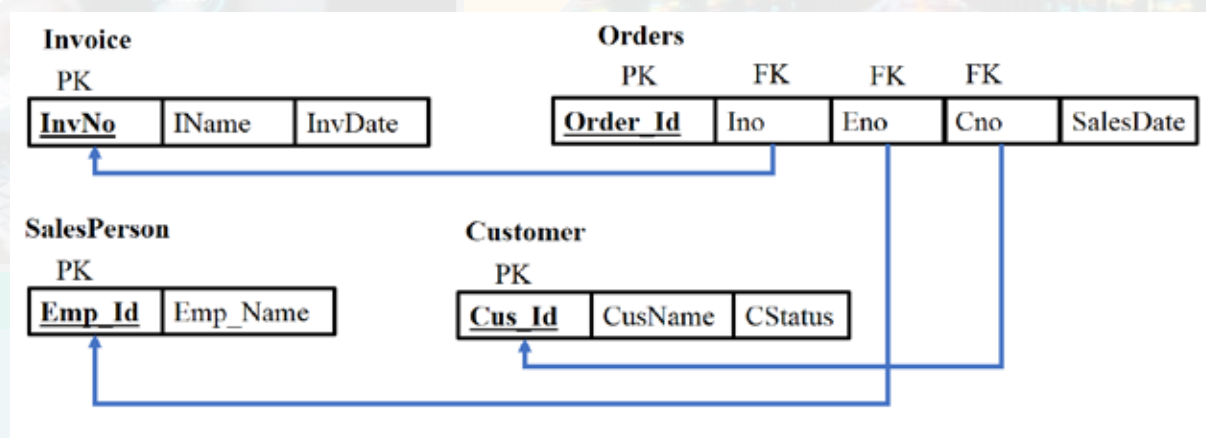 Invoice
PK
InvNo IName InvDate
Orders
PK FK FK FK
Order_Id Ino Eno Cno SalesDate
SalesPerson
PK
Emp_Id Emp_Name
Customer
PK
Cus_Id CusName CStatus